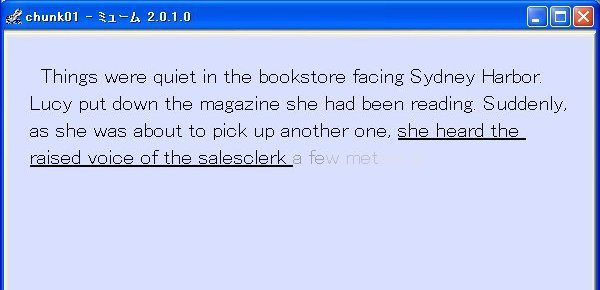 chunk01 - ミューム 2.0.1.0
Things were quiet in the bookstore facing Sydney Harbor.
Lucy put down the magazine she had been reading. Suddenly,
as she was about to pick up another one, she heard the
raised voice of the salesclerk a few met